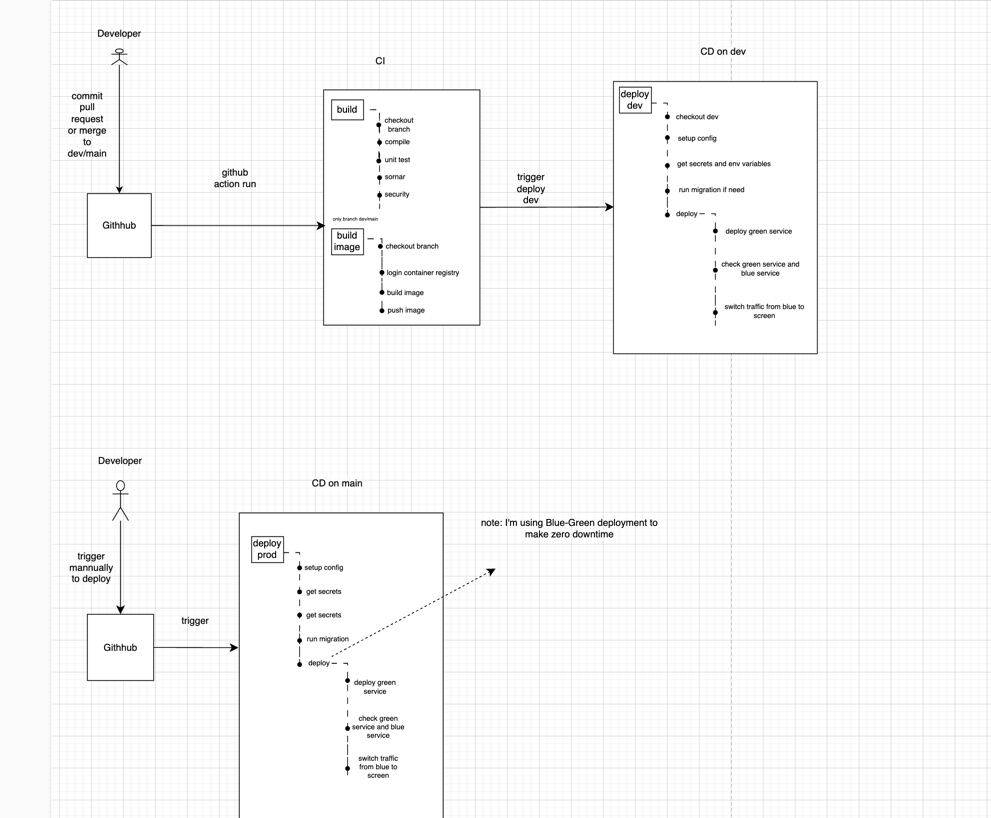 Developer
commit
pull
request
or merge
to
dev/main
Githhub
github
action run
CI
build
checkout
branch
compile
unit test
sornar
security
only branch dev/main
build
image
checkout branch
login container registry
build image
push image
trigger
deploy
dev
CD on dev
deploy
dev
checkout dev
setup config
get secrets and env variables
run migration if need
deploy
deploy green service
check green service and
blue service
switch traffic from blue to
screen
Developer
trigger
mannually
to deploy
Githhub
trigger
CD on main
deploy
prod
setup config
get secrets
get secrets
run migration
deploy
deploy green
service
check green
service and blue
service
switch traffic
from blue to
screen
note: I'm using Blue-Green deployment to
make zero downtime